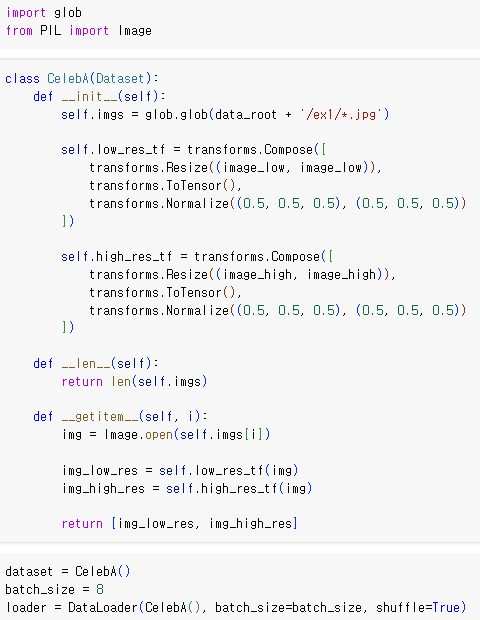 import glob
from PIL import Image
class CelebA(Dataset):
    def __init__(self):
        self.imgs = glob.glob(data_root + '/ex1/*.jpg')
        self.low_res_tf = transforms.Compose([
            transforms.Resize((image_low, image_low)),
            transforms.ToTensor(),
            transforms.Normalize((0.5, 0.5, 0.5), (0.5, 0.5, 0.5))
        ])
        self.high_res_tf = transforms.Compose([
            transforms.Resize((image_high, image_high)),
            transforms.ToTensor(),
            transforms.Normalize((0.5, 0.5, 0.5), (0.5, 0.5, 0.5))
        ])
    def __len__(self):
        return len(self.imgs)
    def __getitem__(self, i):
        img = Image.open(self.imgs[i])
        img_low_res = self.low_res_tf(img)
        img_high_res = self.high_res_tf(img)
        return [img_low_res, img_high_res]
dataset = CelebA()
batch_size = 8
loader = DataLoader(CelebA(), batch_size=batch_size, shuffle=True)